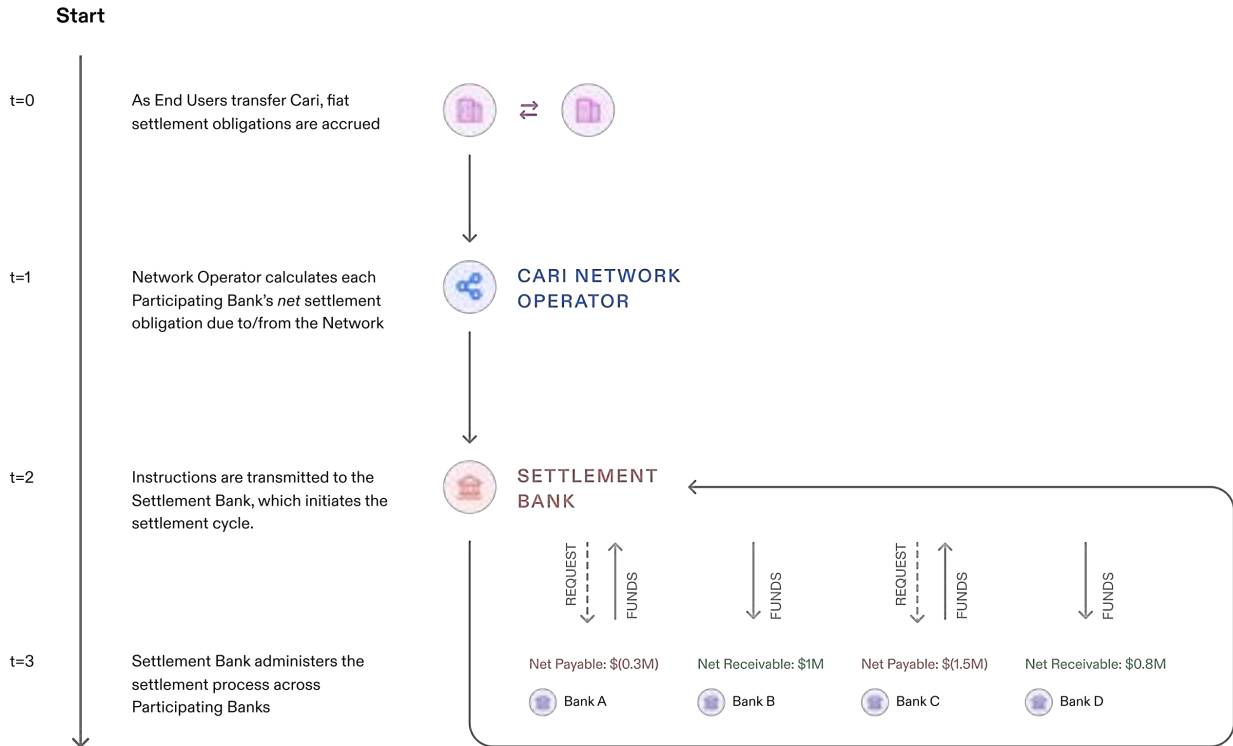 Start
t=0
As End Users transfer Cari, fiat
settlement obligations are accrued
t=1
Network Operator calculates each
Participating Bank's net settlement
obligation due to/from the Network
CARI NETWORK
OPERATOR
t=2
Instructions are transmitted to the
Settlement Bank, which initiates the
settlement cycle.
SETTLEMENT
BANK
REQUEST
FUNDS
FUNDS
REQUEST
FUNDS
FUNDS
t=3
Settlement Bank administers the
settlement process across
Participating Banks
Net Payable: $(0.3M)
Bank A
Net Receivable: $1M
Bank B
Net Payable: $(1.5M)
Bank C
Net Receivable: $0.8M
Bank D